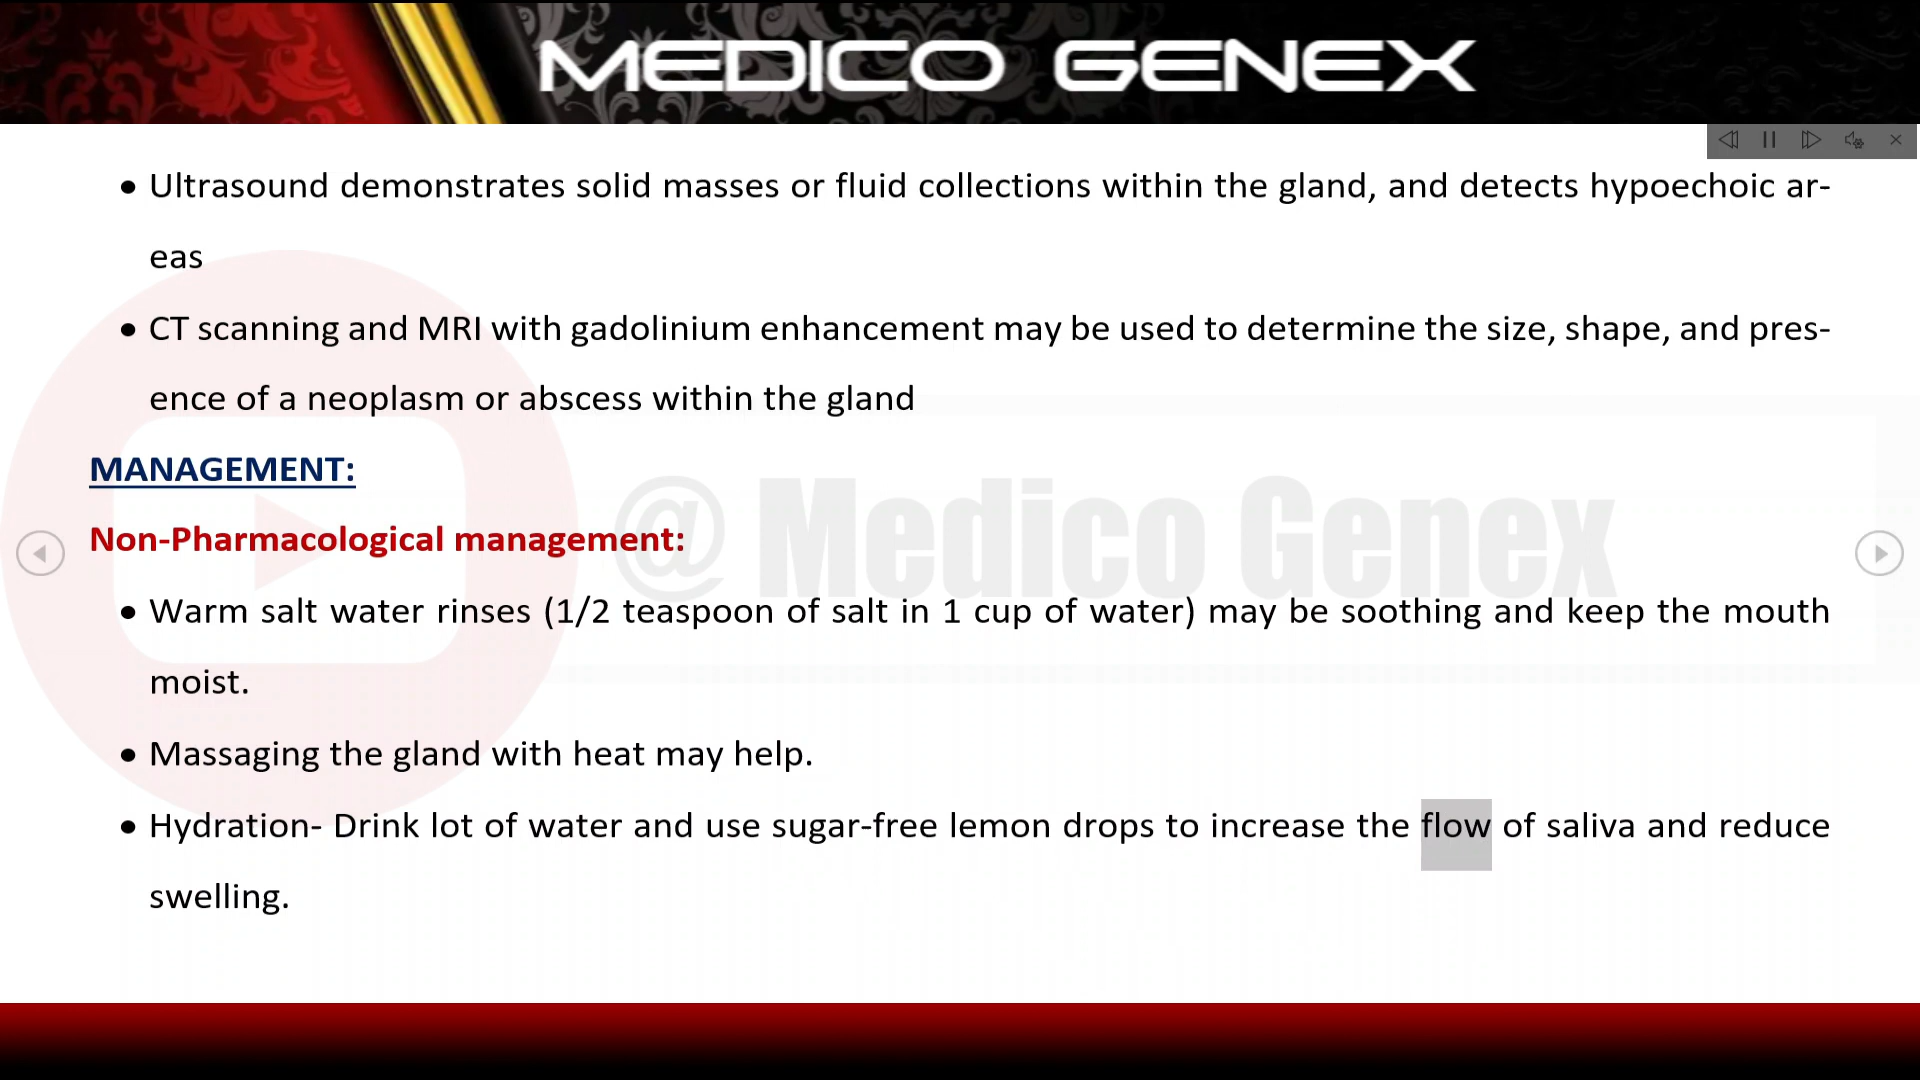 MEDICO GENEX
• Ultrasound demonstrates solid masses or fluid collections within the gland, and detects hypoechoic ar-
eas
• CT scanning and MRI with gadolinium enhancement may be used to determine the size, shape, and pres-
ence of a neoplasm or abscess within the gland
MANAGEMENT:
@ Medico Genex
Non-Pharmacological management:
• Warm salt water rinses (1/2 teaspoon of salt in 1 cup of water) may be soothing and keep the mouth
moist.
• Massaging the gland with heat may help.
• Hydration- Drink lot of water and use sugar-free lemon drops to increase the flow of saliva and reduce
swelling.